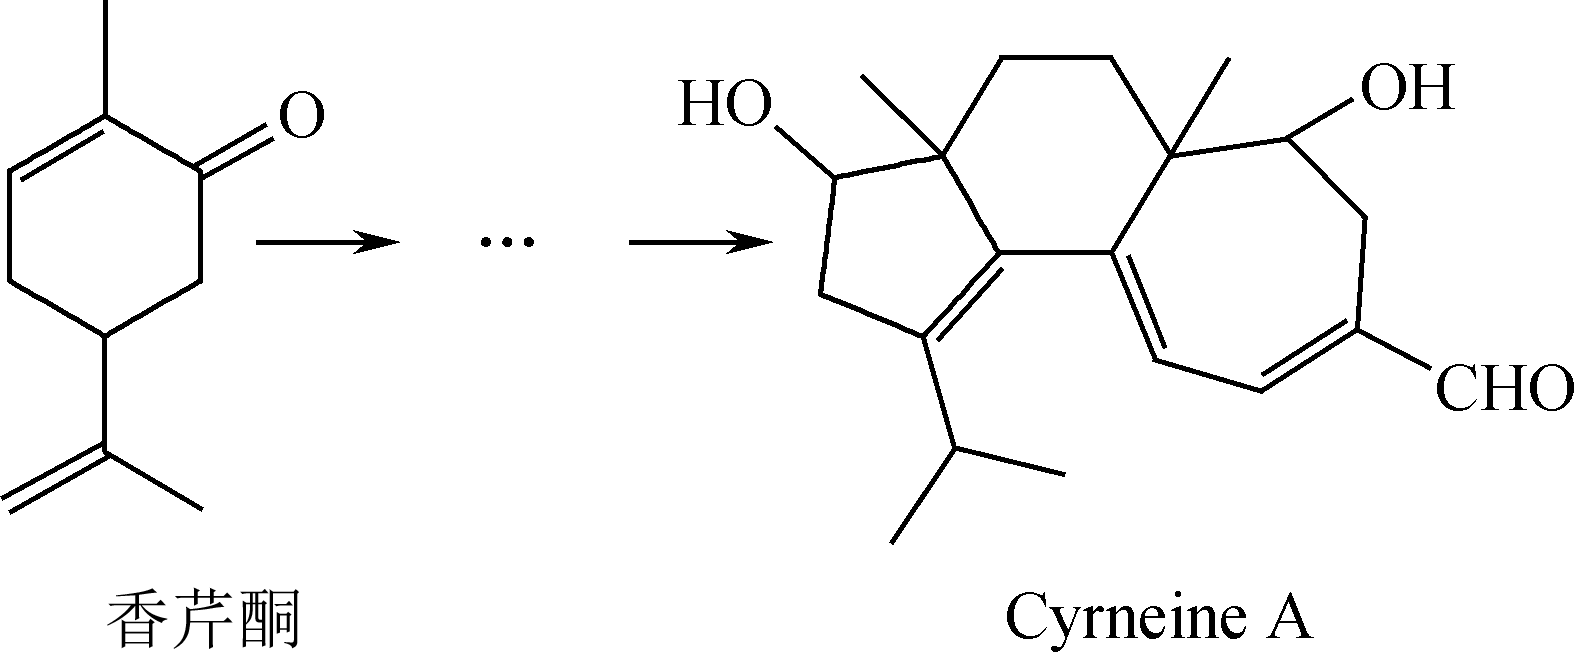 O
HO
OH
CHO
…
香芹酮
Cyrneine A